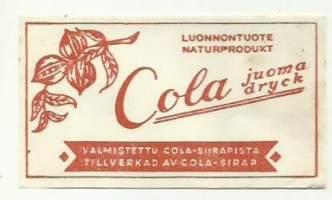 LUONNONTUOTE
NATURPRODUKT
Cola juoma
dryck
VALMISTETTU COLA-SIIRAPISTA
TILLVERKAD AV COLA-SIRAP